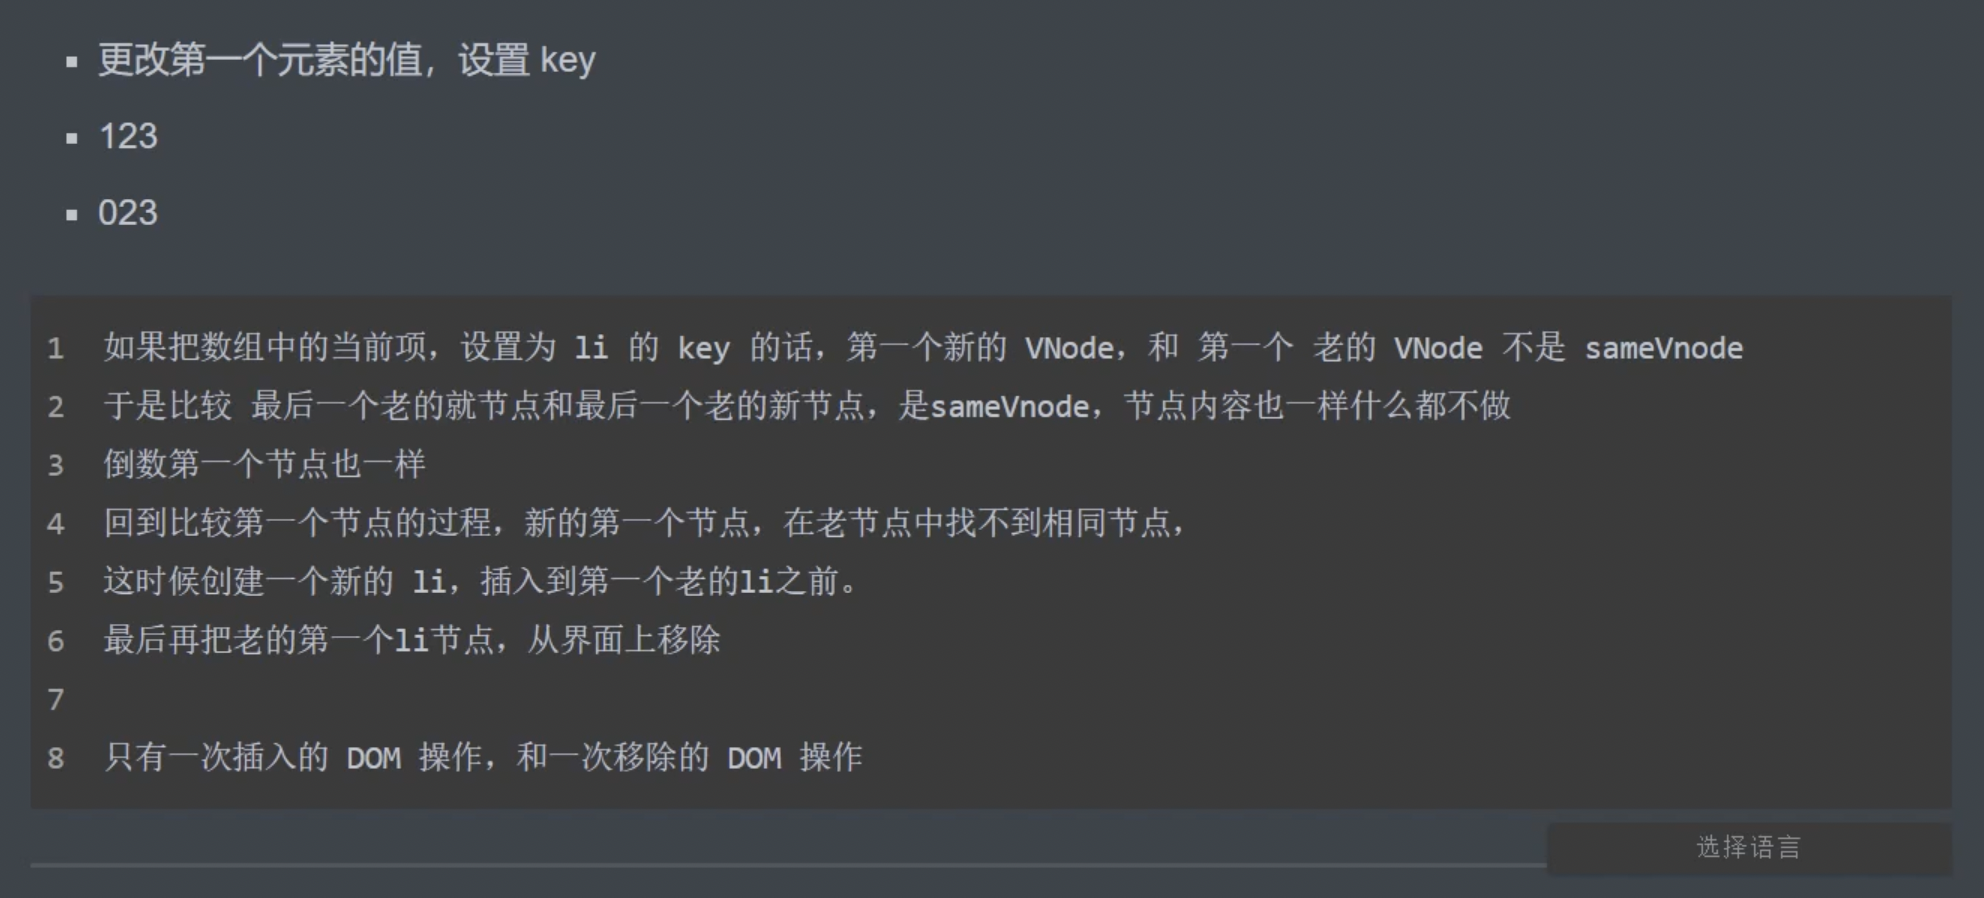 更改第一个元素的值，设置 key
123
023
1 如果把数组中的当前项，设置为 li 的 key 的话，第一个新的 VNode，和 第一个 老的 VNode 不是 sameVnode
2 于是比较 最后一个老的就节点和最后一个老的新节点，是sameVnode，节点内容也一样什么都不做
3 倒数第一个节点也一样
4 回到比较第一个节点的过程，新的第一个节点，在老节点中找不到相同节点，
5 这时候创建一个新的 li，插入到第一个老的li之前。
6 最后再把老的第一个li节点，从界面上移除
7
8 只有一次插入的 DOM 操作，和一次移除的 DOM 操作
选择语言